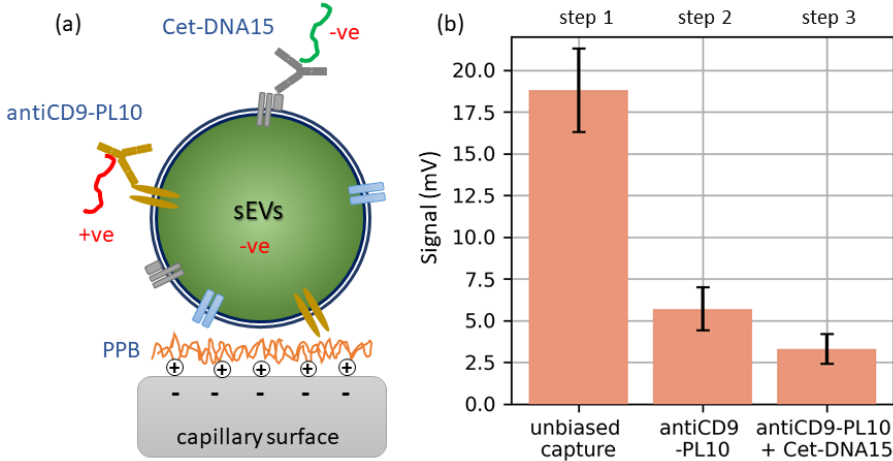 (a)
Cet-DNA15
-ve
antiCD9-PL10
+ve
sEVs
-ve
PPB
+ + + + +
- - - - -
capillary surface
(b)
step 1 step 2 step 3
Signal (mV)
20.0
17.5
15.0
12.5
10.0
7.5
5.0
2.5
0.0
unbiased
capture
antiCD9
-PL10
antiCD9-PL10
+ Cet-DNA15